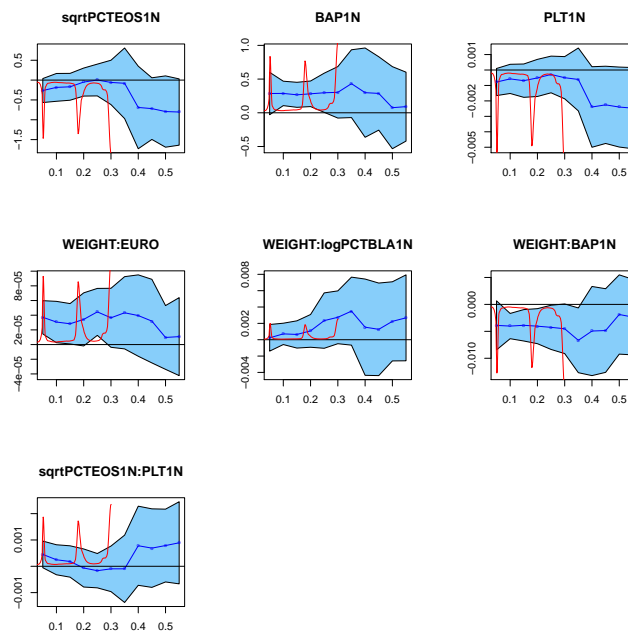 sqrtPCTEOS1N
BAP1N
PLT1N
0.5
-0.5
-1.5
0.1 0.2 0.3 0.4 0.5
1.0
0.5
0.0
-0.5
0.1 0.2 0.3 0.4 0.5
0.001
-0.002
-0.005
0.1 0.2 0.3 0.4 0.5
WEIGHT:EURO
WEIGHT:logPCTBLA1N
WEIGHT:BAP1N
8e-05
2e-05
-4e-05
0.1 0.2 0.3 0.4 0.5
0.008
0.002
-0.004
0.1 0.2 0.3 0.4 0.5
0.000
-0.010
0.1 0.2 0.3 0.4 0.5
sqrtPCTEOS1N:PLT1N
0.001
-0.001
0.1 0.2 0.3 0.4 0.5